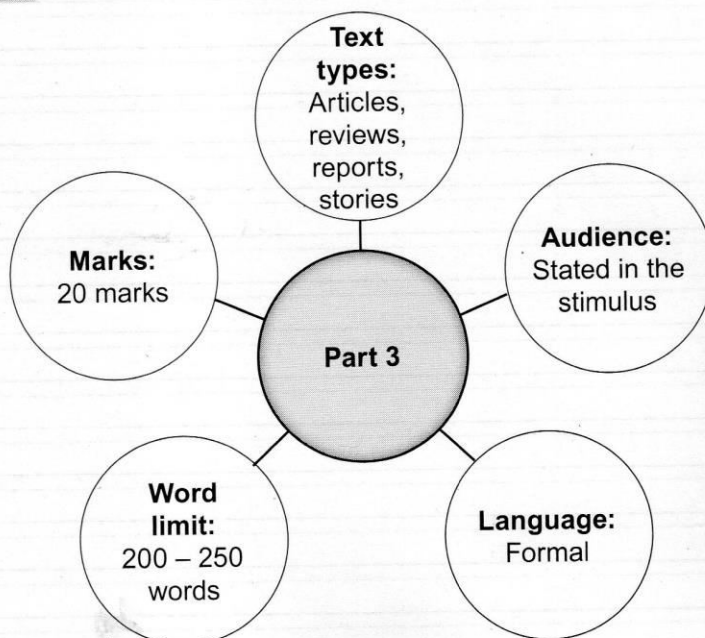 Text
types:
Articles,
reviews,
reports,
stories
Marks:
20 marks
Audience:
Stated in the
stimulus
Part 3
Word
limit:
200 – 250
words
Language:
Formal